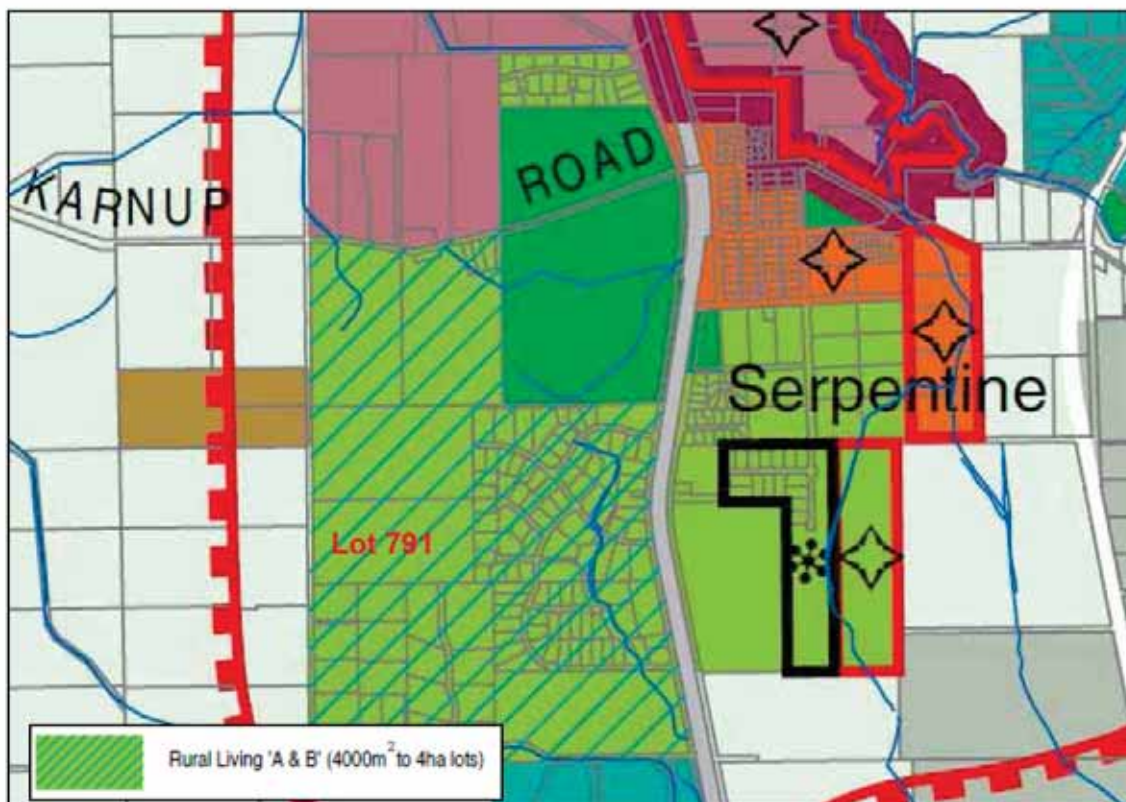 KARNUP
ROAD
Serpentine
Lot 791
Rural Living 'A & B' (4000m² to 4ha lots)